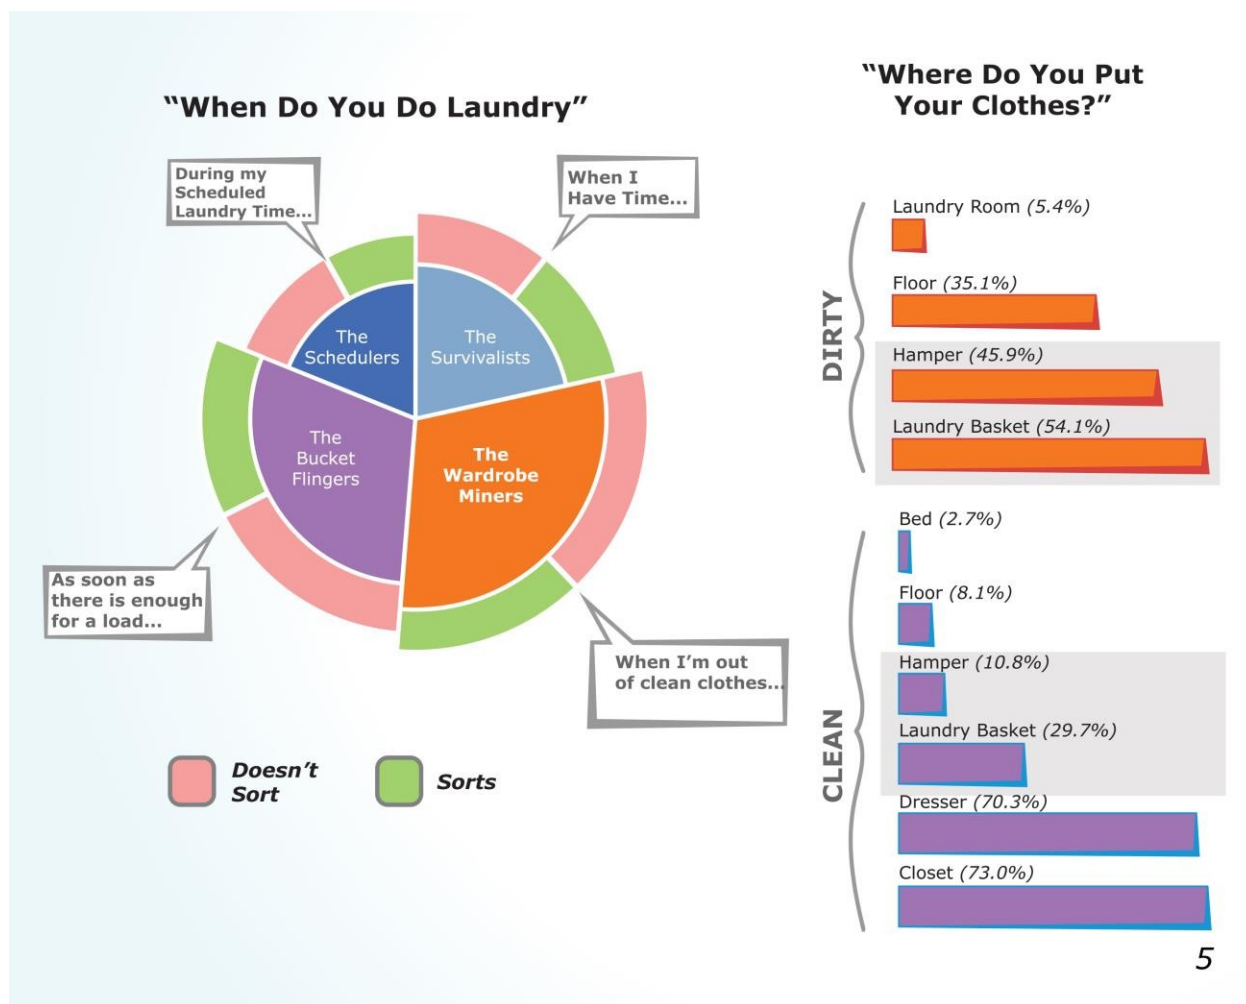 “When Do You Do Laundry”
During my
Scheduled
Laundry Time...
When I
Have Time...
The
Schedulers
The
Survivalists
The
Bucket
Flingers
The
Wardrobe
Miners
As soon as
there is enough
for a load...
When I’m out
of clean clothes...
Doesn’t
Sort
Sorts
“Where Do You Put
Your Clothes?”
DIRTY
Laundry Room (5.4%)
Floor (35.1%)
Hamper (45.9%)
Laundry Basket (54.1%)
CLEAN
Bed (2.7%)
Floor (8.1%)
Hamper (10.8%)
Laundry Basket (29.7%)
Dresser (70.3%)
Closet (73.0%)
5